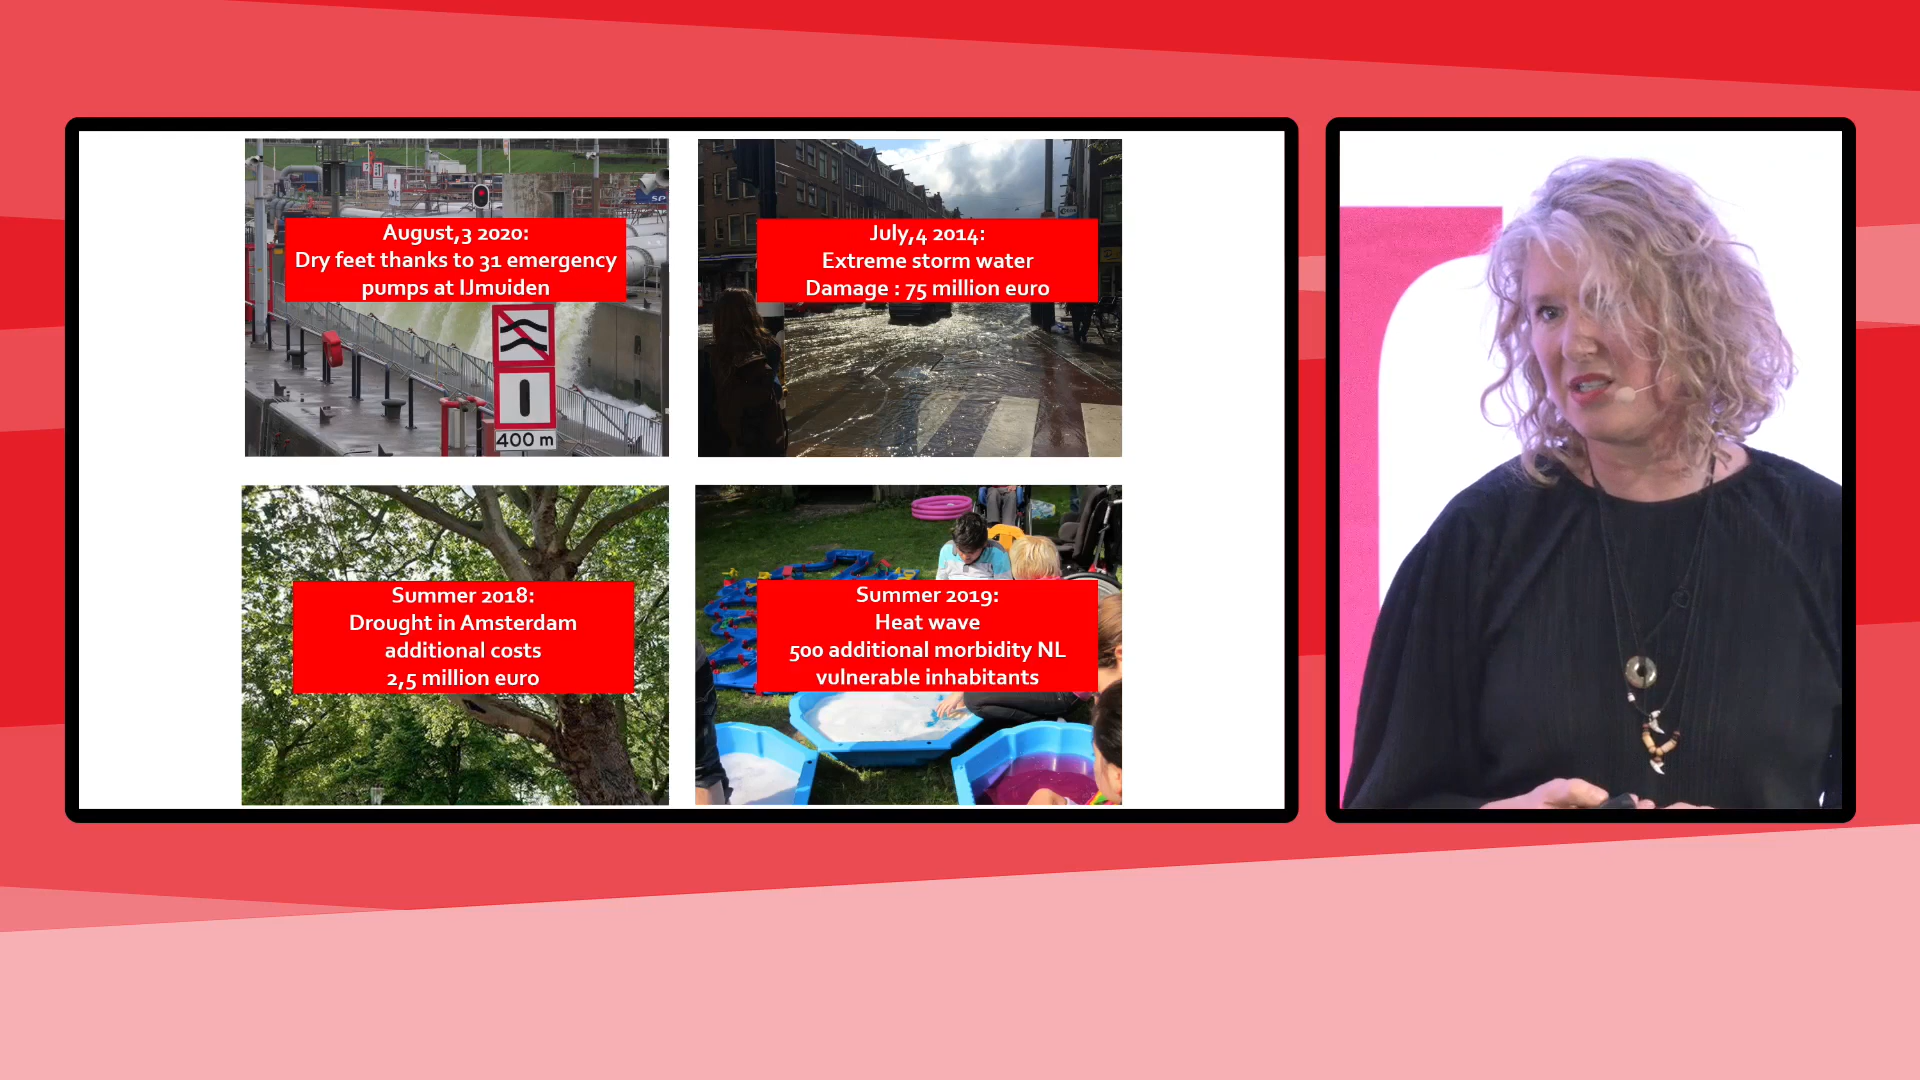 August,3 2020:
Dry feet thanks to 31 emergency
pumps at IJmuiden
400 m
SP
July,4 2014:
Extreme storm water
Damage : 75 million euro
Summer 2018:
Drought in Amsterdam
additional costs
2,5 million euro
Summer 2019:
Heat wave
500 additional morbidity NL
vulnerable inhabitants